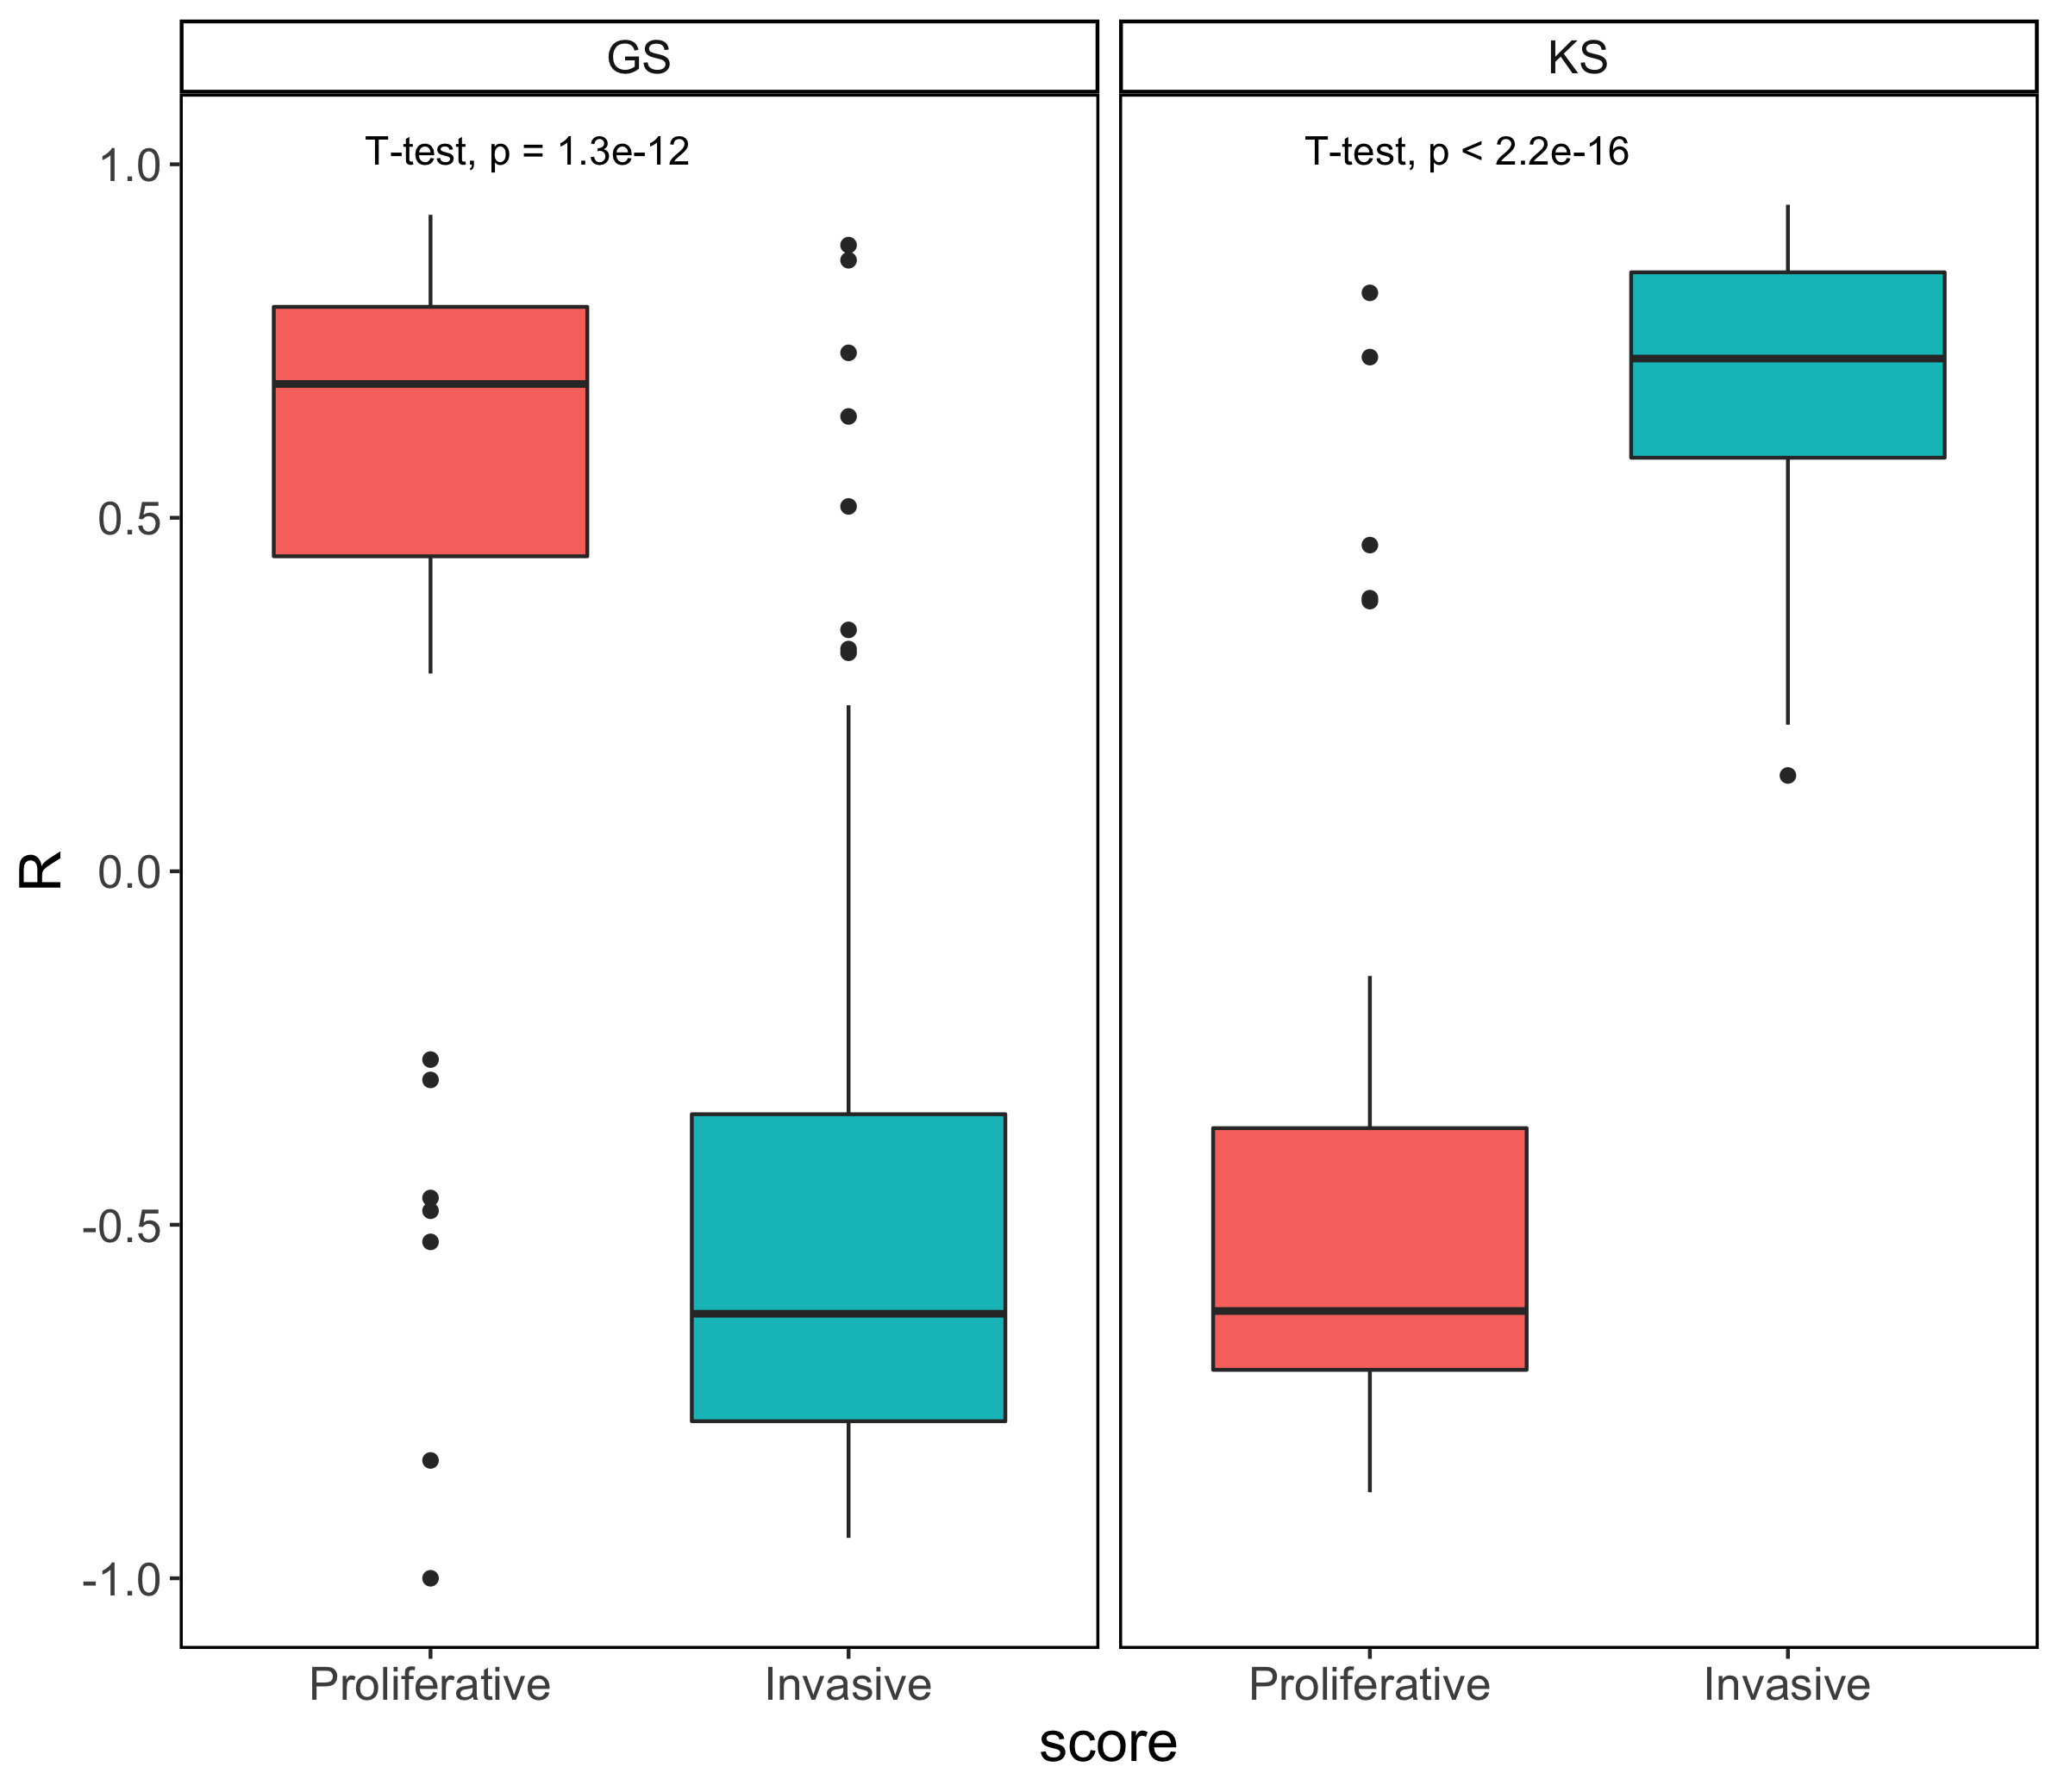 GS
KS
T-test, p = 1.3e-12
T-test, p < 2.2e-16
1.0
0.5
0.0
-0.5
-1.0
R
Proliferative
Invasive
Proliferative
Invasive
score